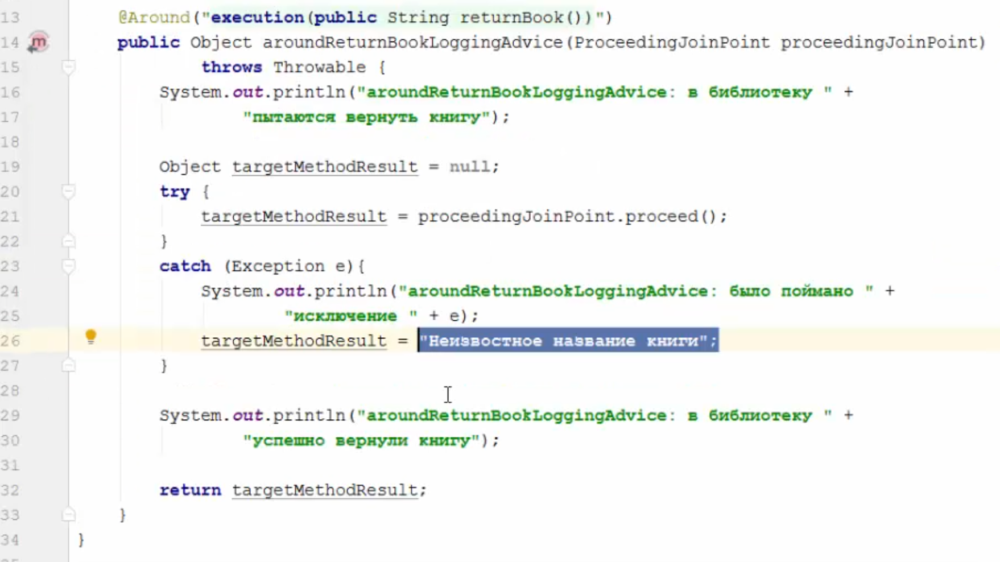 13 @Around("execution(public String returnBook())")
14 m public Object aroundReturnBookLoggingAdvice(ProceedingJoinPoint proceedingJoinPoint)
15 throws Throwable {
16 System.out.println("aroundReturnBookLoggingAdvice: в библиотеку " +
17 "пытаются вернуть книгу");
18
19 Object targetMethodResult = null;
20 try {
21 targetMethodResult = proceedingJoinPoint.proceed();
22 }
23 catch (Exception e){
24 System.out.println("aroundReturnBookLoggingAdvice: было поймано " +
25 "исключение " + e);
26 targetMethodResult = "Неизвостное название книги";
27 }
28
29 System.out.println("aroundReturnBookLoggingAdvice: в библиотеку " +
30 "успешно вернули книгу");
31
32 return targetMethodResult;
33 }
34 }